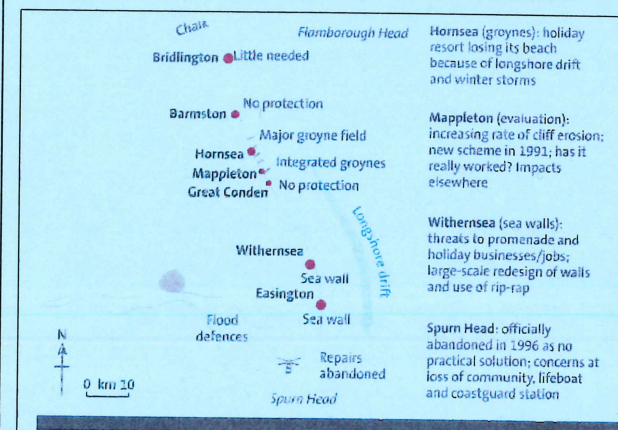 Chalk
Flamborough Head
Bridlington
Little needed
No protection
Barmston
Major groyne field
Hornsea
Integrated groynes
Mappleton
Great Conden
No protection
Longshore drift
Withernsea
Sea wall
Easington
Sea wall
Flood
defences
Repairs
abandoned
Spurn Head
N
0 km 10
Hornsea (groynes): holiday
resort losing its beach
because of longshore drift
and winter storms
Mappleton (evaluation):
increasing rate of cliff erosion;
new scheme in 1991; has it
really worked? Impacts
elsewhere
Withernsea (sea walls):
threats to promenade and
holiday businesses/jobs;
large-scale redesign of walls
and use of rip-rap
Spurn Head: officially
abandoned in 1996 as no
practical solution; concerns at
loss of community, lifeboat
and coastguard station